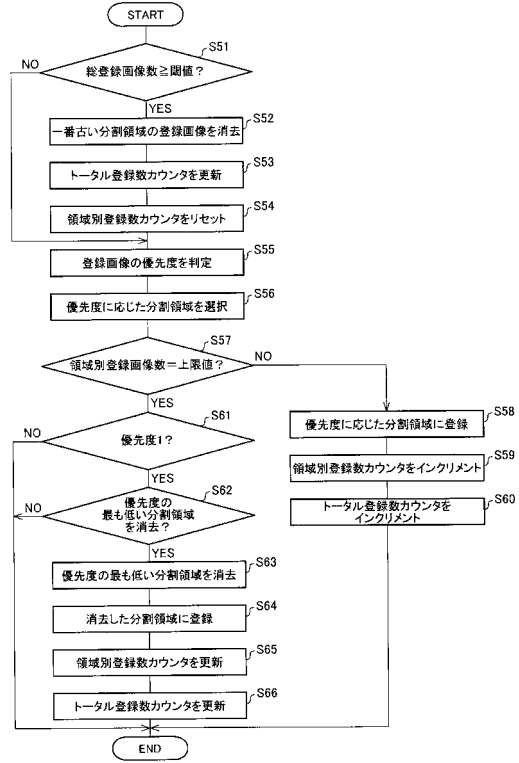 START
S51
総登録画像数≧閾値？
NO
YES
S52
一番古い分割領域の登録画像を消去
S53
トータル登録数カウンタを更新
S54
領域別登録数カウンタをリセット
S55
登録画像の優先度を判定
S56
優先度に応じた分割領域を選択
S57
領域別登録画像数＝上限値？
NO
YES
S58
優先度に応じた分割領域に登録
S59
領域別登録数カウンタをインクリメント
S60
トータル登録数カウンタを
インクリメント
S61
優先度1？
NO
YES
S62
優先度の
最も低い分割領域
を消去？
NO
YES
S63
優先度の最も低い分割領域を消去
S64
消去した分割領域に登録
S65
領域別登録数カウンタを更新
S66
トータル登録数カウンタを更新
END